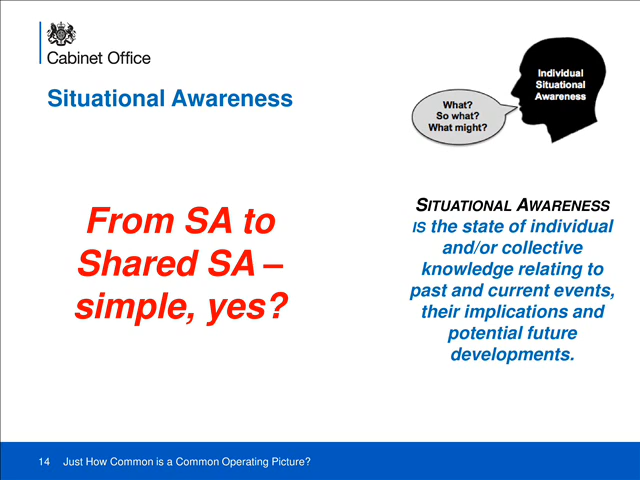 Cabinet Office
Situational Awareness
Individual
Situational
Awareness
What?
So what?
What might?
From SA to
Shared SA –
simple, yes?
SITUATIONAL AWARENESS
IS the state of individual
and/or collective
knowledge relating to
past and current events,
their implications and
potential future
developments.
14 Just How Common is a Common Operating Picture?